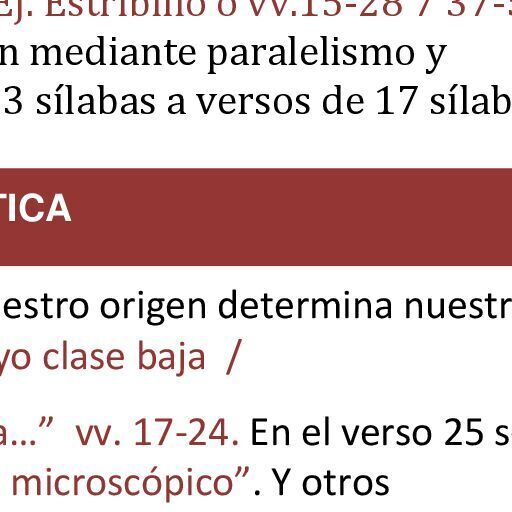 Ej. Estribillo o vv.15-28 / 37-
n mediante paralelismo y
3 sílabas a versos de 17 sílab
TICA
estro origen determina nuestr
yo clase baja /
a…” vv. 17-24. En el verso 25 s
microscópico”. Y otros